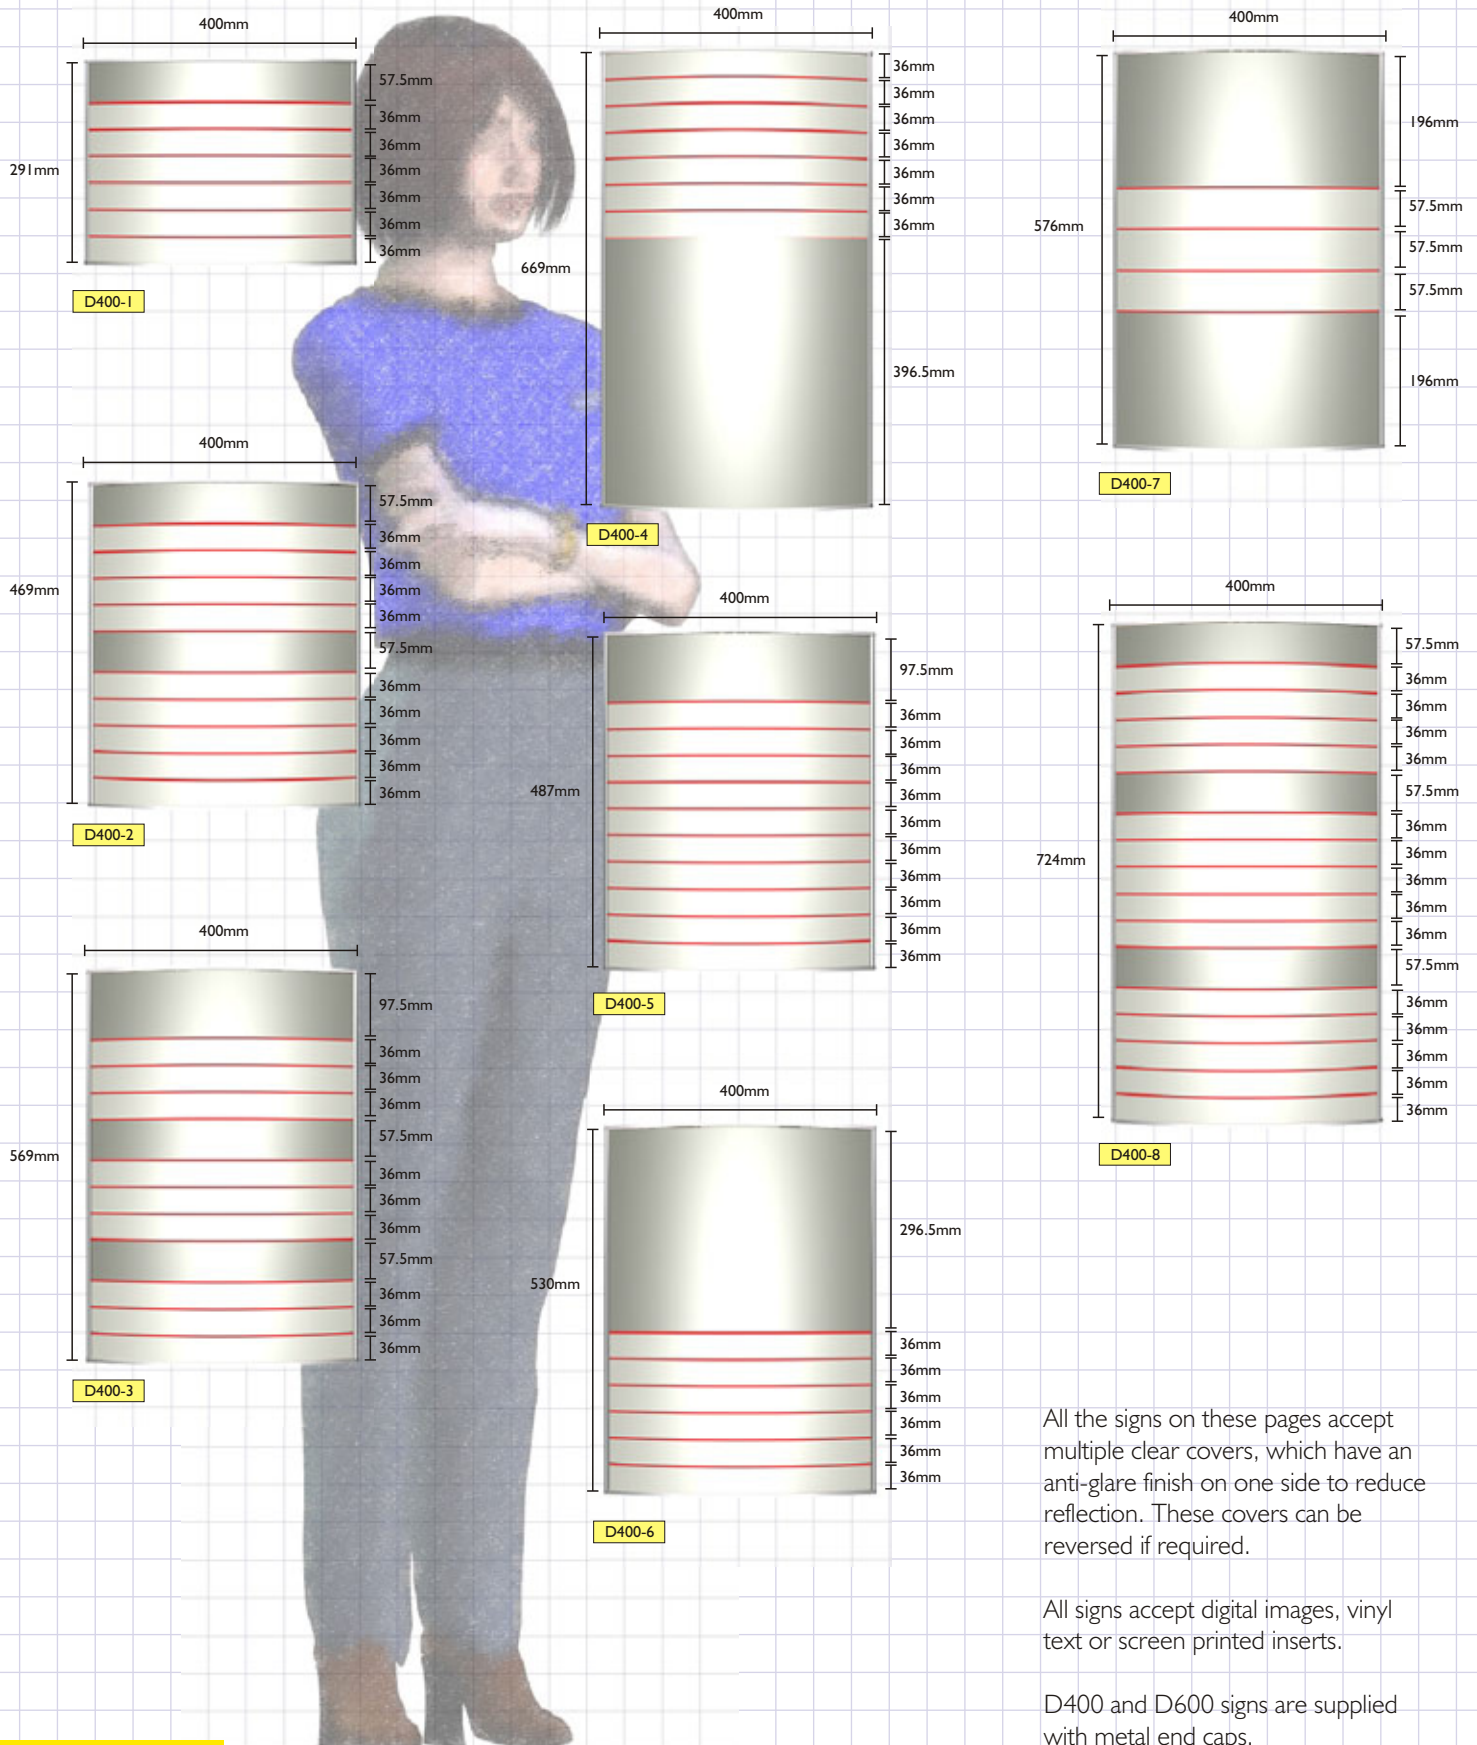 400mm
57.5mm
36mm
36mm
36mm
36mm
36mm
36mm
291mm
D400-1
400mm
57.5mm
36mm
36mm
36mm
36mm
57.5mm
36mm
36mm
36mm
36mm
36mm
469mm
D400-2
400mm
97.5mm
36mm
36mm
36mm
57.5mm
36mm
36mm
36mm
57.5mm
36mm
36mm
36mm
569mm
D400-3
400mm
36mm
36mm
36mm
36mm
36mm
36mm
36mm
396.5mm
669mm
D400-4
400mm
97.5mm
36mm
36mm
36mm
36mm
36mm
36mm
36mm
36mm
36mm
36mm
487mm
D400-5
400mm
296.5mm
36mm
36mm
36mm
36mm
36mm
36mm
530mm
D400-6
400mm
196mm
57.5mm
57.5mm
57.5mm
196mm
576mm
D400-7
400mm
57.5mm
36mm
36mm
36mm
36mm
57.5mm
36mm
36mm
36mm
36mm
36mm
57.5mm
36mm
36mm
36mm
36mm
36mm
724mm
D400-8
All the signs on these pages accept
multiple clear covers, which have an
anti-glare finish on one side to reduce
reflection. These covers can be
reversed if required.
All signs accept digital images, vinyl
text or screen printed inserts.
D400 and D600 signs are supplied
with metal end caps.